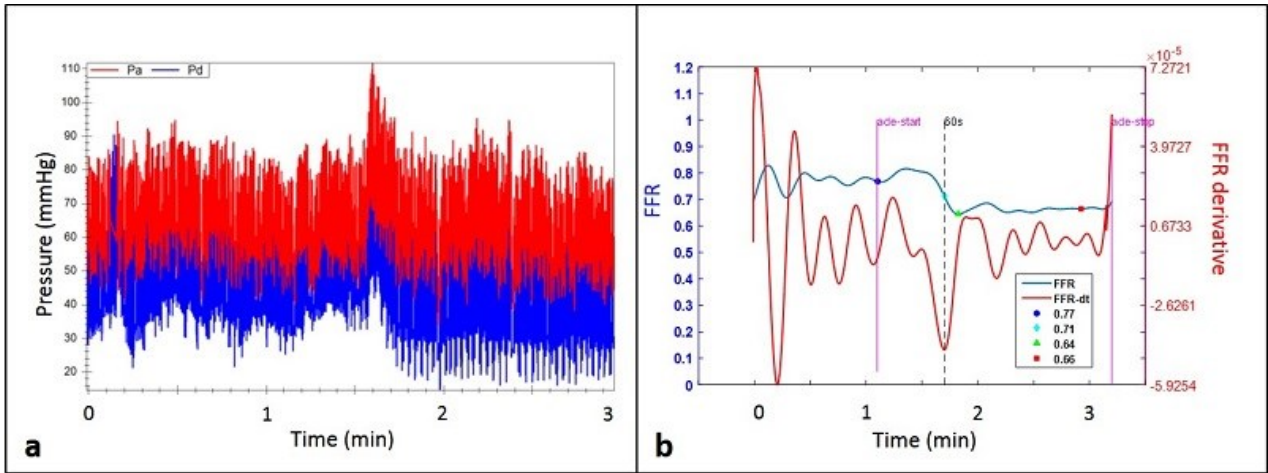 Pa Pd
110
100
90
80
70
60
50
40
30
20
Pressure (mmHg)
0 1 2 3
Time (min)
a
×10^-5
1.2
1.1
1
0.9
0.8
0.7
0.6
0.5
0.4
0.3
0.2
0.1
0
FFR
ade-start
60s
ade-stop
7.2721
3.9727
0.6733
-2.6261
-5.9254
FFR derivative
FFR
FFR-dt
0.77
0.71
0.64
0.66
0 1 2 3
Time (min)
b